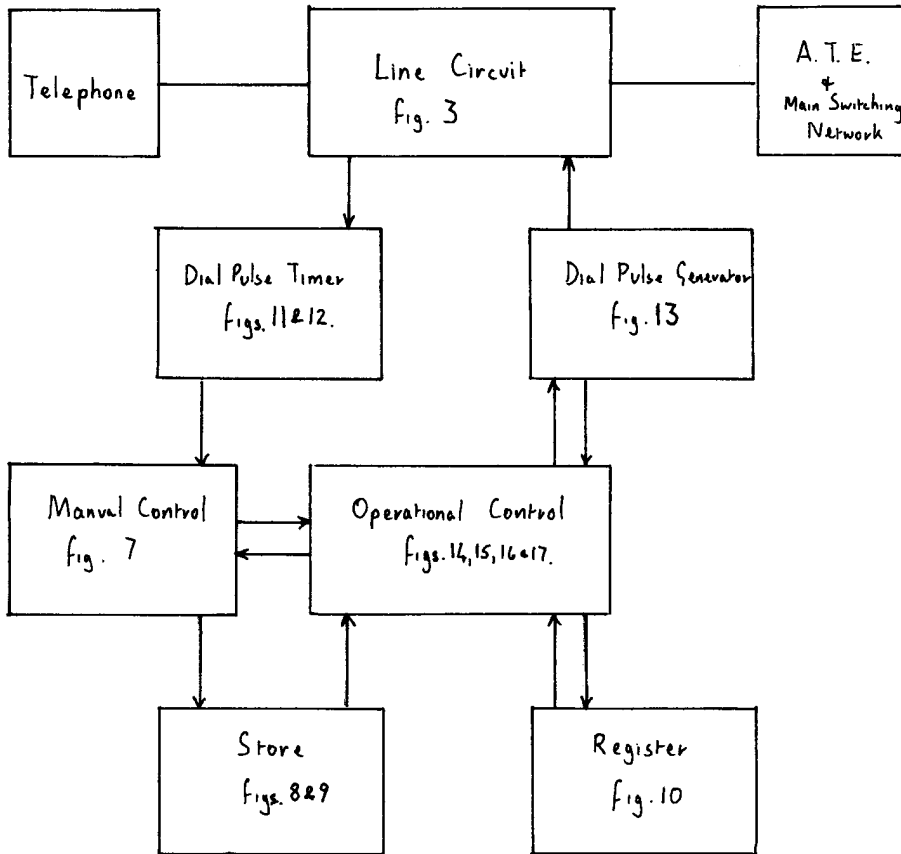 Telephone
Line Circuit
fig. 3
A.T.E.
&
Main Switching
Network
Dial Pulse Timer
figs. 11 & 12.
Dial Pulse Generator
fig. 13
Manual Control
fig. 7
Operational Control
figs. 14, 15, 16 & 17.
Store
figs. 8 & 9
Register
fig. 10